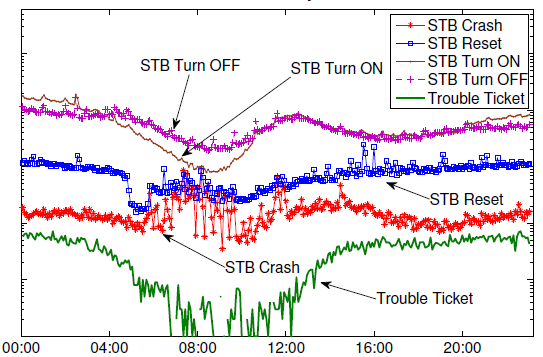 STB Crash
STB Reset
STB Turn ON
STB Turn OFF
Trouble Ticket
STB Turn OFF
STB Turn ON
STB Reset
STB Crash
Trouble Ticket
00:00 04:00 08:00 12:00 16:00 20:00